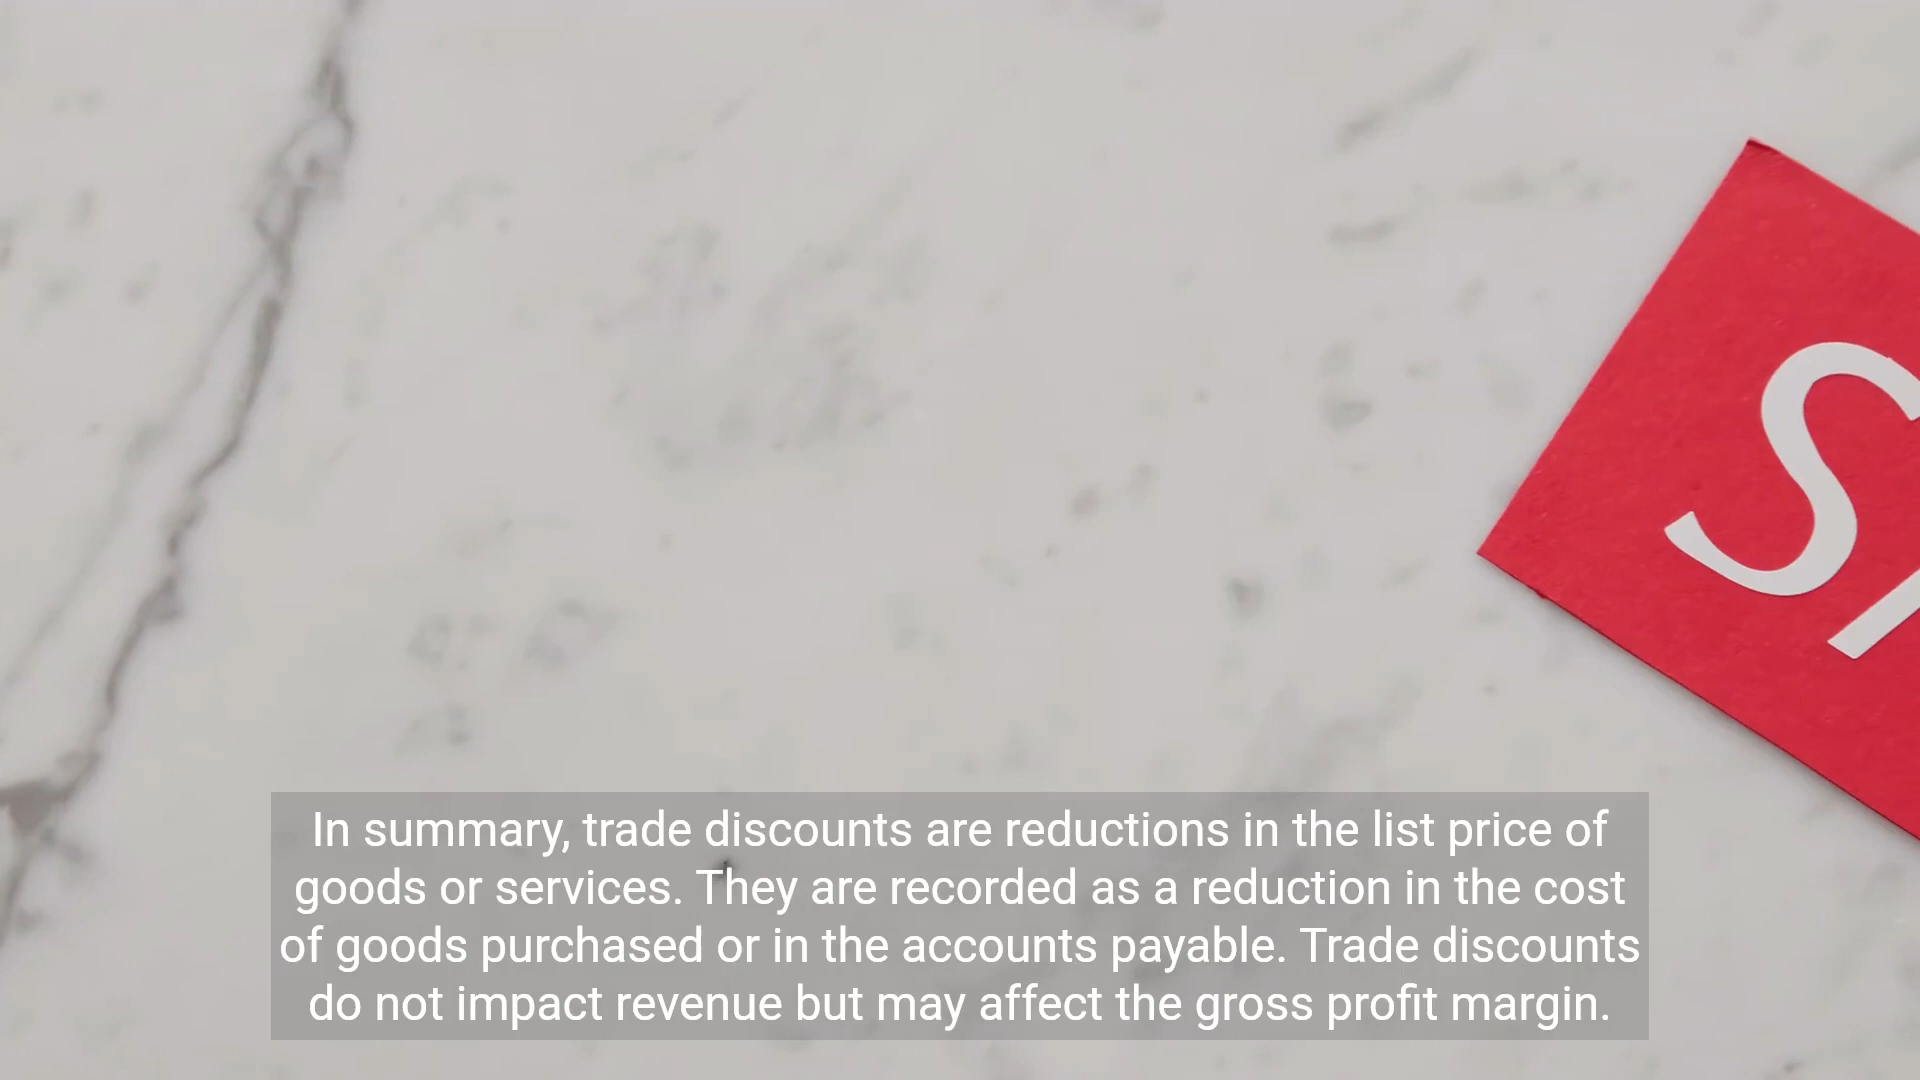 In summary, trade discounts are reductions in the list price of
goods or services. They are recorded as a reduction in the cost
of goods purchased or in the accounts payable. Trade discounts
do not impact revenue but may affect the gross profit margin.